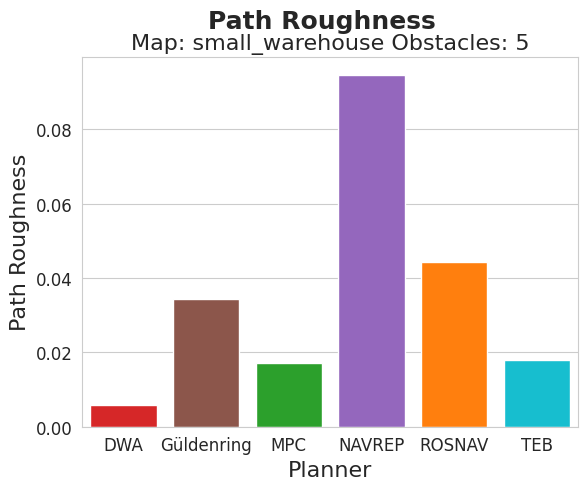 Path Roughness
Map: small_warehouse Obstacles: 5
Path Roughness
0.08
0.06
0.04
0.02
0.00
DWA Güldenring MPC NAVREP ROSNAV TEB
Planner